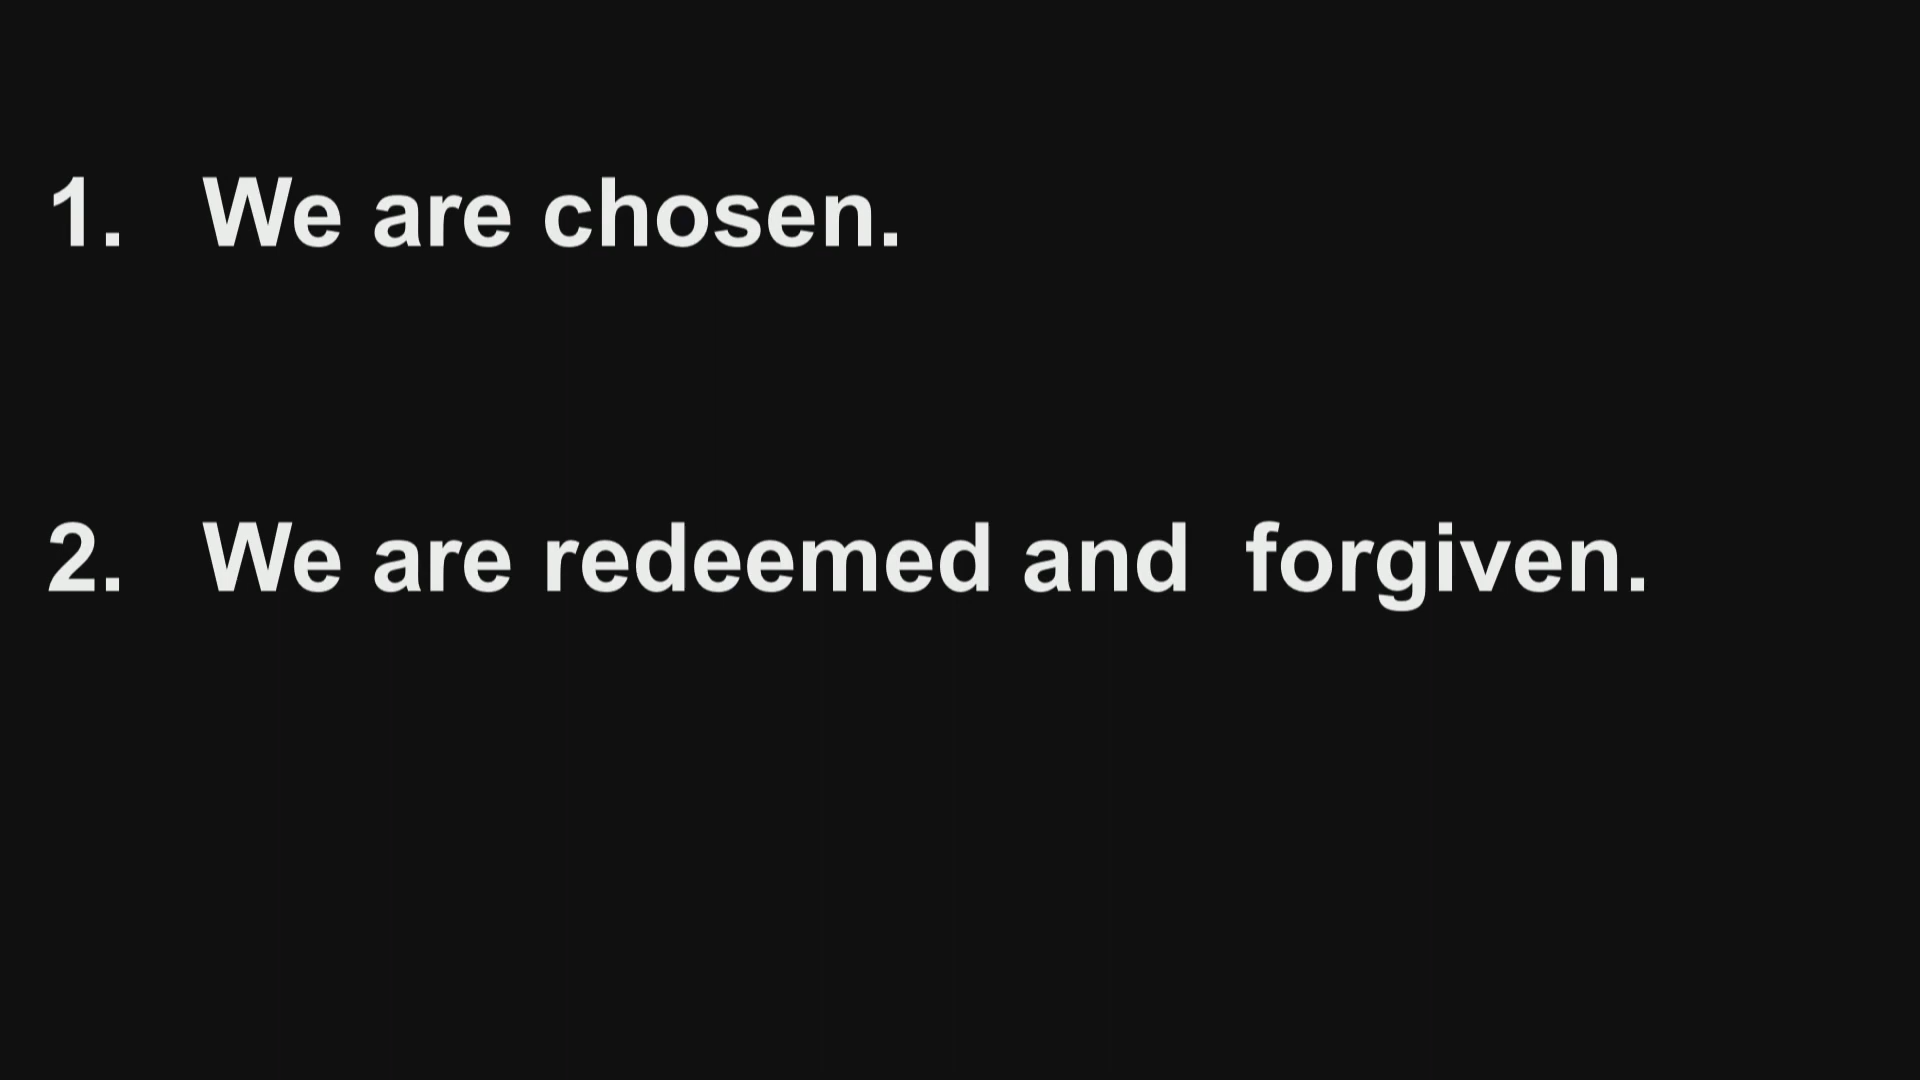 1. We are chosen.
2. We are redeemed and  forgiven.